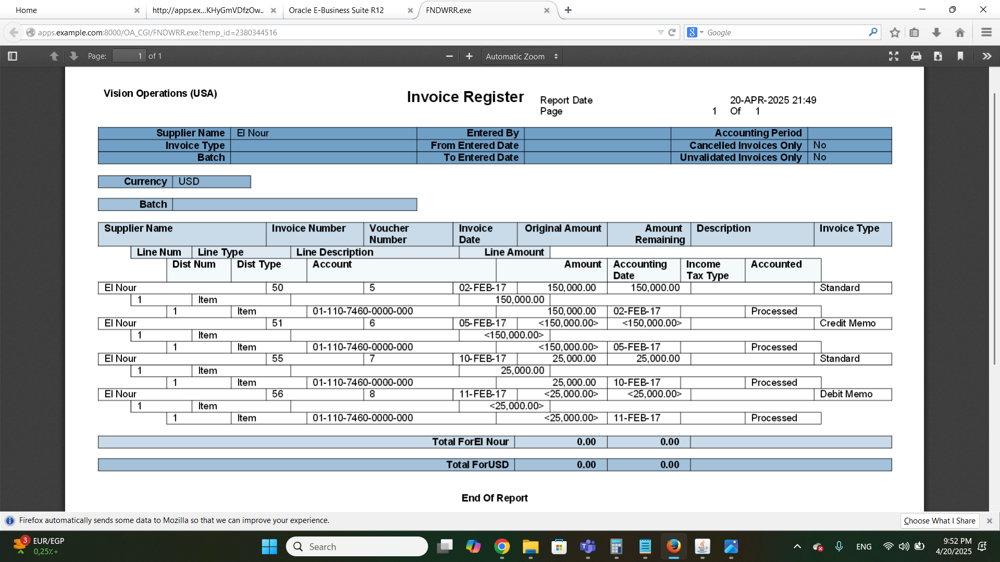 Home
http://apps.ex...KHyGmVDfzOw..
Oracle E-Business Suite R12
FNDWRR.exe
apps.example.com:8000/OA_CGI/FNDWRR.exe?temp_id=2380344516
8 Google
Page: 1 of 1
Automatic Zoom
Vision Operations (USA)
Invoice Register
Report Date 20-APR-2025 21:49
Page 1 Of 1
Supplier Name El Nour Entered By Accounting Period
Invoice Type From Entered Date Cancelled Invoices Only No
Batch To Entered Date Unvalidated Invoices Only No
Currency USD
Batch
Supplier Name Invoice Number Voucher Number Invoice Date Original Amount Amount Remaining Description Invoice Type
Line Num Line Type Line Description Line Amount
Dist Num Dist Type Account Amount Accounting Date Income Tax Type Accounted
El Nour 50 5 02-FEB-17 150,000.00 150,000.00 Standard
1 Item 150,000.00
1 Item 01-110-7460-0000-000 150,000.00 02-FEB-17 Processed
El Nour 51 6 05-FEB-17 <150,000.00> <150,000.00> Credit Memo
1 Item <150,000.00>
1 Item 01-110-7460-0000-000 <150,000.00> 05-FEB-17 Processed
El Nour 55 7 10-FEB-17 25,000.00 25,000.00 Standard
1 Item 25,000.00
1 Item 01-110-7460-0000-000 25,000.00 10-FEB-17 Processed
El Nour 56 8 11-FEB-17 <25,000.00> <25,000.00> Debit Memo
1 Item <25,000.00>
1 Item 01-110-7460-0000-000 <25,000.00> 11-FEB-17 Processed
Total ForEl Nour 0.00 0.00
Total ForUSD 0.00 0.00
End Of Report
Firefox automatically sends some data to Mozilla so that we can improve your experience.
Choose What I Share
3 EUR/EGP
0,25%+
Search
ENG
9:52 PM
4/20/2025